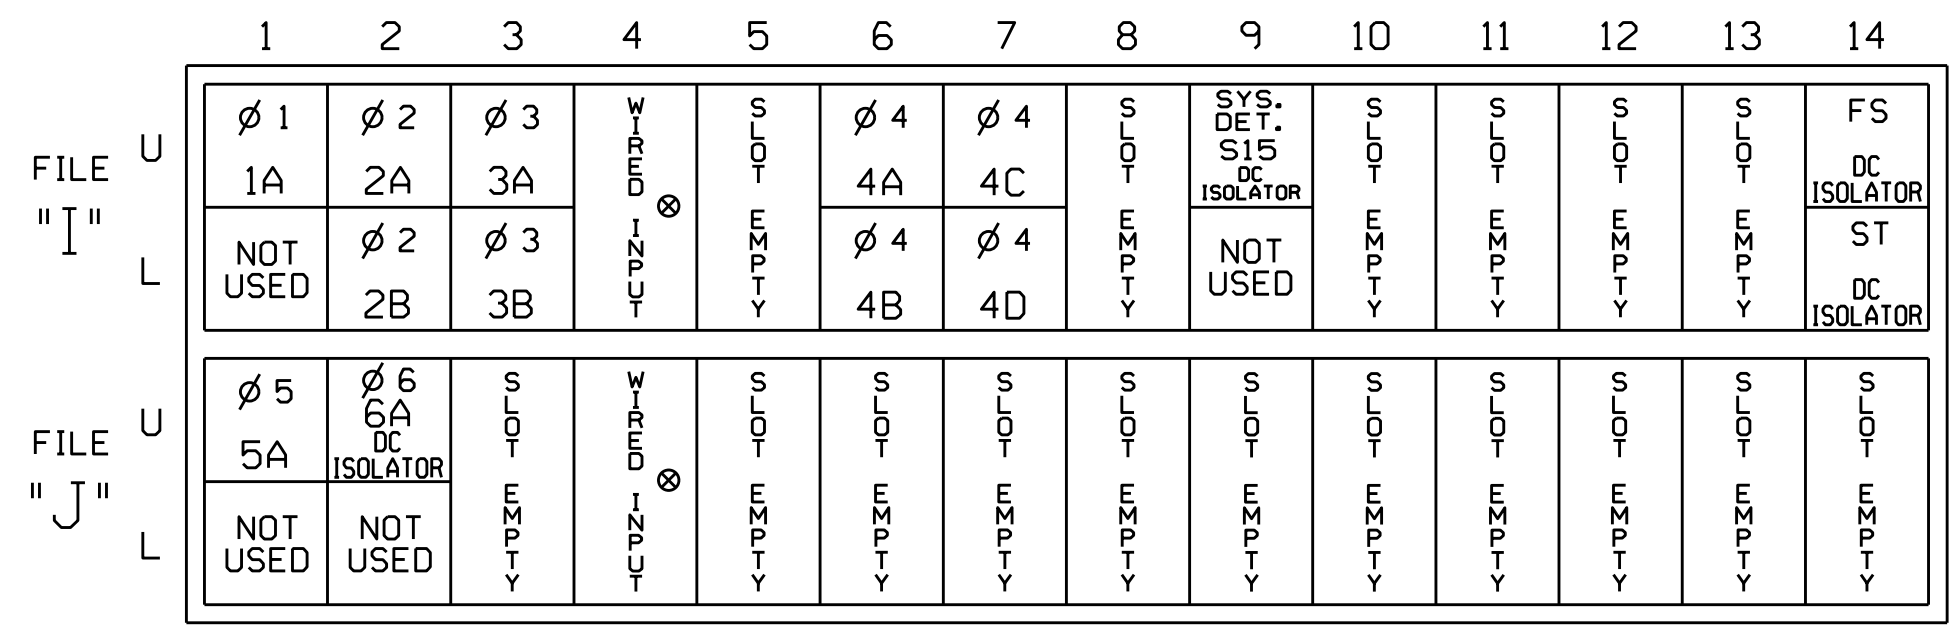 1 2 3 4 5 6 7 8 9 10 11 12 13 14
FILE "I"
U
L
Ø 1
1A
NOT
USED
Ø 2
2A
Ø 2
2B
Ø 3
3A
Ø 3
3B
WIRED INPUT
SLOT EMPTY
Ø 4
4A
Ø 4
4B
Ø 4
4C
Ø 4
4D
SLOT EMPTY
SYS.
DET.
S15
DC
ISOLATOR
NOT
USED
SLOT EMPTY
SLOT EMPTY
SLOT EMPTY
SLOT EMPTY
FS
DC
ISOLATOR
ST
DC
ISOLATOR
FILE
"J"
U
L
Ø 5
5A
NOT
USED
Ø 6
6A
DC
ISOLATOR
NOT
USED
SLOT EMPTY
WIRED INPUT
SLOT EMPTY
SLOT EMPTY
SLOT EMPTY
SLOT EMPTY
SLOT EMPTY
SLOT EMPTY
SLOT EMPTY
SLOT EMPTY
SLOT EMPTY
SLOT EMPTY